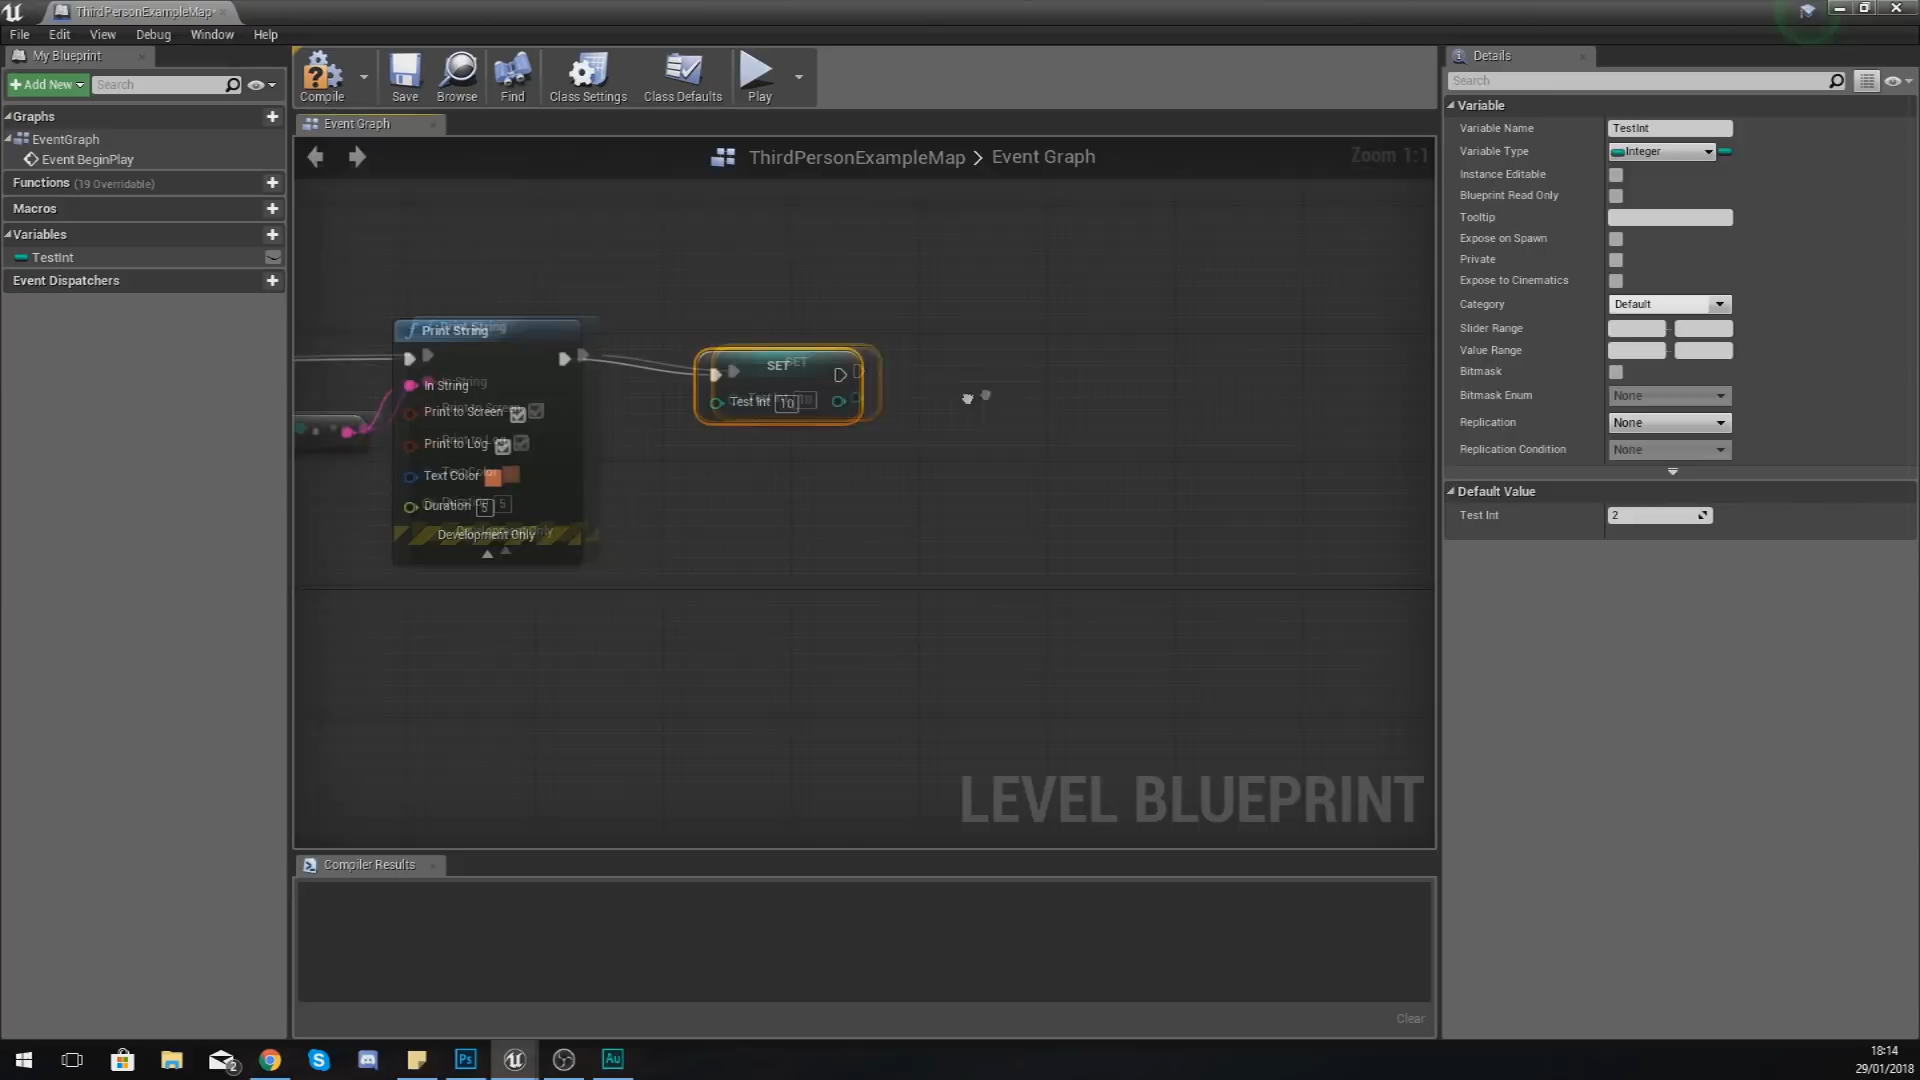 ThirdPersonExampleMap*
File Edit View Debug Window Help
My Blueprint
Add New Search
Graphs
EventGraph
Event BeginPlay
Functions (19 Overridable)
Macros
Variables
TestInt
Event Dispatchers
Compile Save Browse Find Class Settings Class Defaults Play
Event Graph
ThirdPersonExampleMap > Event Graph
Zoom 1:1
Print String
In String
Print to Screen
Print to Log
Text Color
Duration 5
Development Only
SET
Test Int 10
LEVEL BLUEPRINT
Compiler Results
Clear
Details
Search
Variable
Variable Name TestInt
Variable Type Integer
Instance Editable
Blueprint Read Only
Tooltip
Expose on Spawn
Private
Expose to Cinematics
Category Default
Slider Range
Value Range
Bitmask
Bitmask Enum None
Replication None
Replication Condition None
Default Value
Test Int 2
2
Ps
Au
18:14
29/01/2018